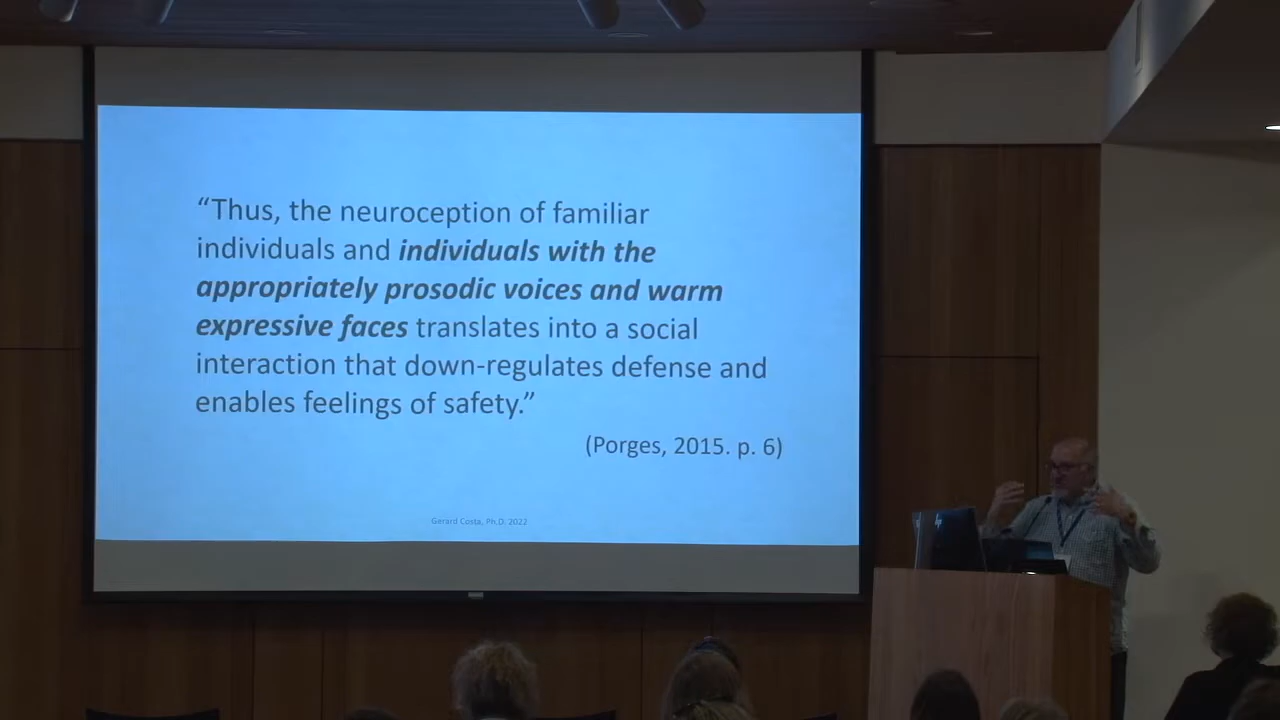 “Thus, the neuroception of familiar
individuals and individuals with the
appropriately prosodic voices and warm
expressive faces translates into a social
interaction that down-regulates defense and
enables feelings of safety.”
(Porges, 2015. p. 6)
Gerard Costa, Ph.D. 2022